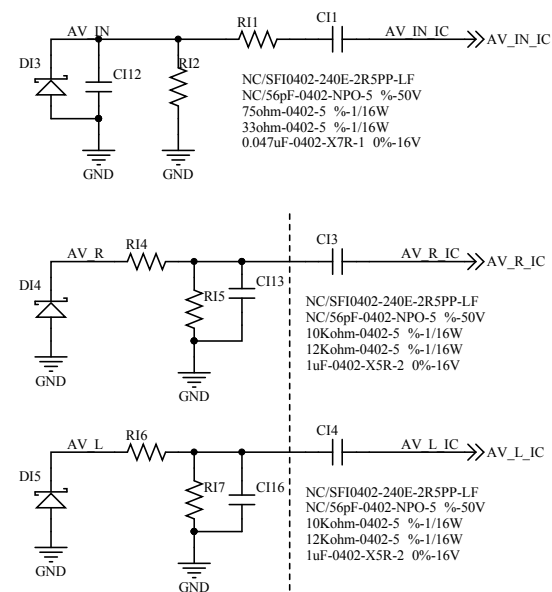 AV_IN
RI1
CI1
AV_IN_IC
AV_IN_IC
DI3
CI12
RI2
NC/SFI0402-240E-2R5PP-LF
NC/56pF-0402-NPO-5 %-50V
75ohm-0402-5 %-1/16W
33ohm-0402-5 %-1/16W
0.047uF-0402-X7R-1 0%-16V
GND
GND
AV_R
RI4
CI3
AV_R_IC
AV_R_IC
DI4
RI5
CI13
NC/SFI0402-240E-2R5PP-LF
NC/56pF-0402-NPO-5 %-50V
10Kohm-0402-5 %-1/16W
12Kohm-0402-5 %-1/16W
1uF-0402-X5R-2 0%-16V
GND
GND
AV_L
RI6
CI4
AV_L_IC
AV_L_IC
DI5
RI7
CI16
NC/SFI0402-240E-2R5PP-LF
NC/56pF-0402-NPO-5 %-50V
10Kohm-0402-5 %-1/16W
12Kohm-0402-5 %-1/16W
1uF-0402-X5R-2 0%-16V
GND
GND